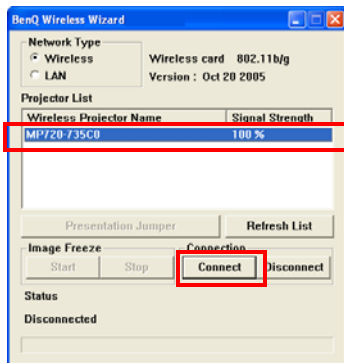 BenQ Wireless Wizard
Network Type
Wireless
Wireless card 802.11b/g
LAN
Version : Oct 20 2005
Projector List
Wireless Projector Name Signal Strength
MP720-735C0 100 %
Presentation Jumper Refresh List
Image Freeze Connection
Start Stop Connect Disconnect
Status
Disconnected